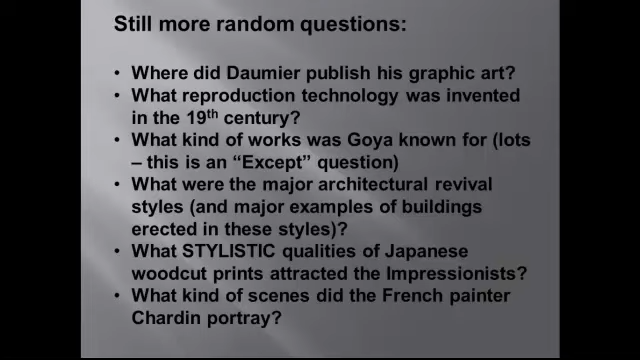 Still more random questions:
• Where did Daumier publish his graphic art?
• What reproduction technology was invented
in the 19th century?
• What kind of works was Goya known for (lots
– this is an “Except” question)
• What were the major architectural revival
styles (and major examples of buildings
erected in these styles)?
• What STYLISTIC qualities of Japanese
woodcut prints attracted the Impressionists?
• What kind of scenes did the French painter
Chardin portray?